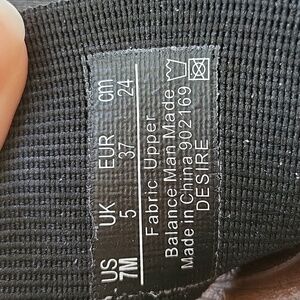 US UK EUR cm
7M 5 37 24
Fabric Upper
Balance Man Made
Made in China 902169
DESIRE